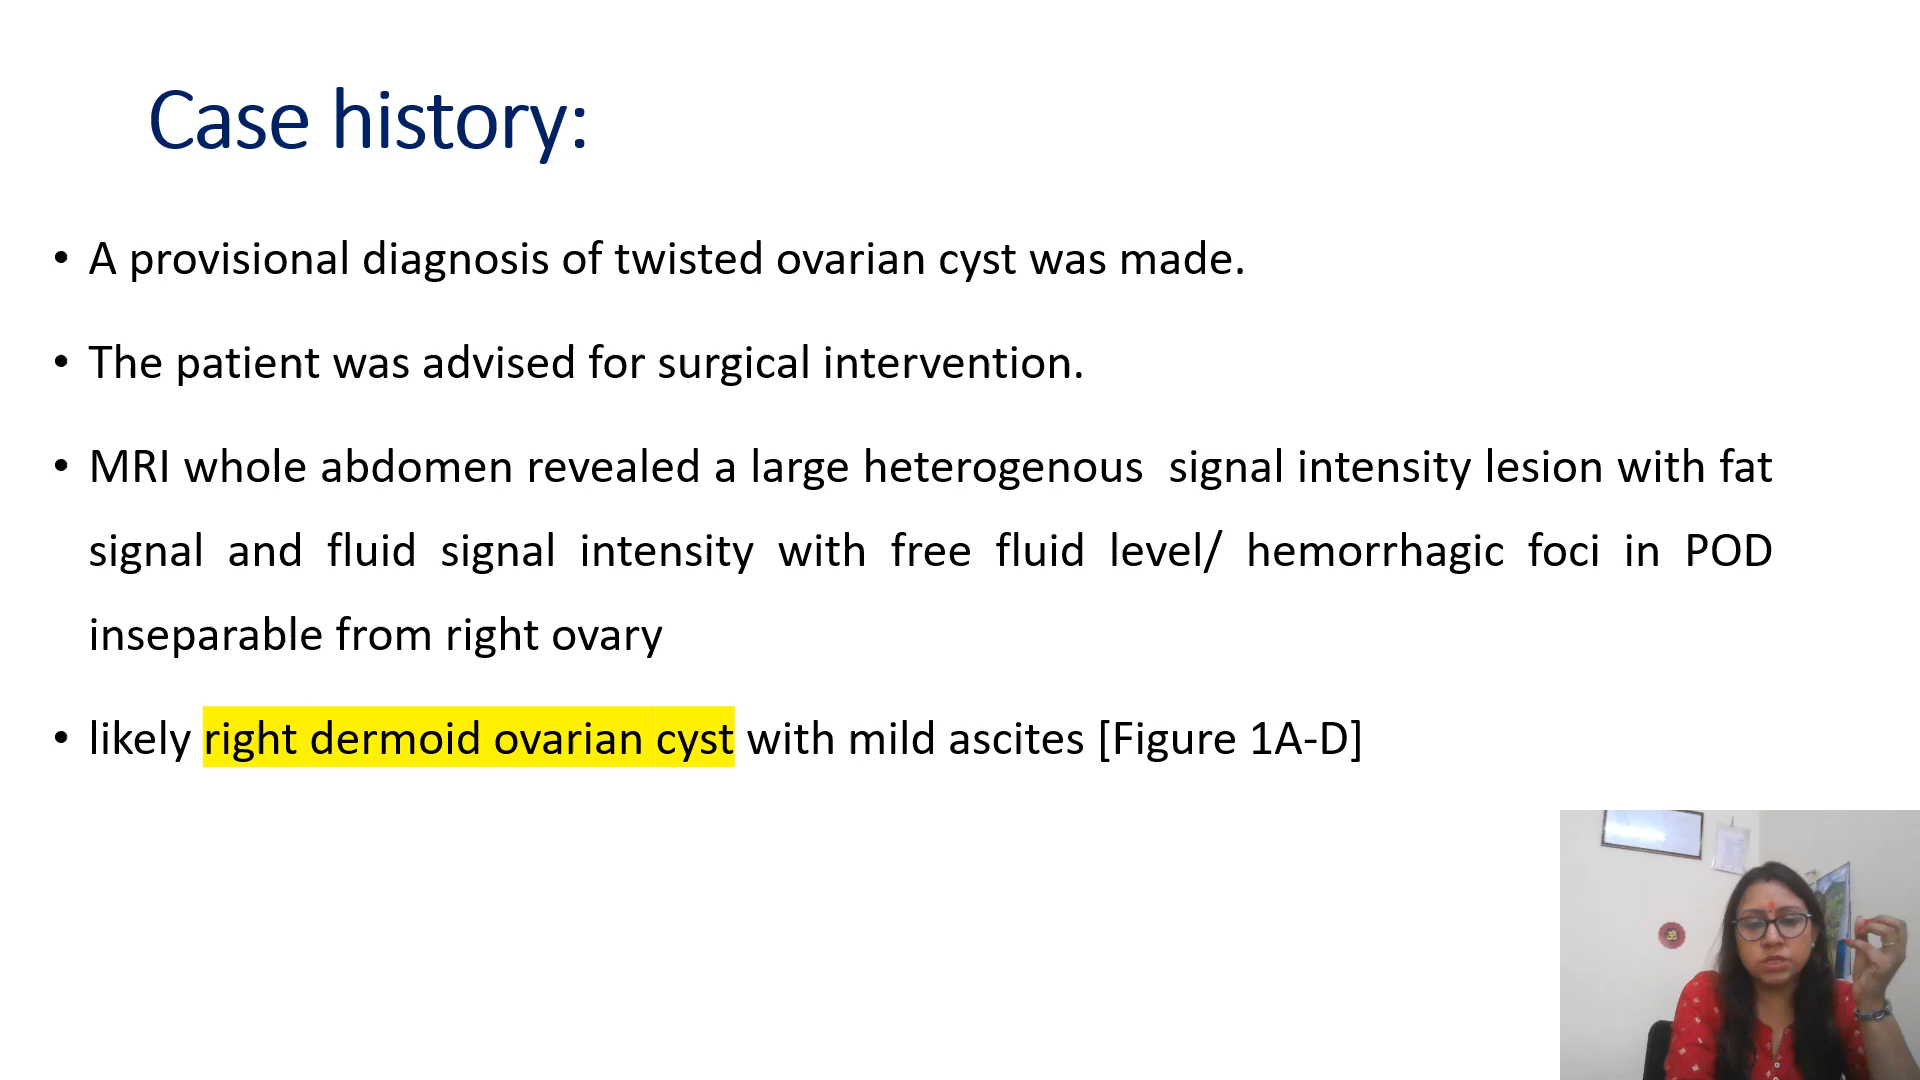 Case history:
• A provisional diagnosis of twisted ovarian cyst was made.
• The patient was advised for surgical intervention.
• MRI whole abdomen revealed a large heterogenous signal intensity lesion with fat
signal and fluid signal intensity with free fluid level/ hemorrhagic foci in POD
inseparable from right ovary
• likely right dermoid ovarian cyst with mild ascites [Figure 1A-D]
ॐ